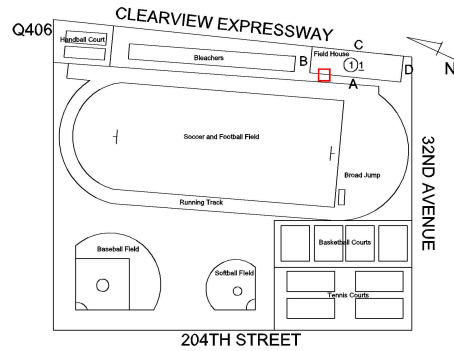 CLEARVIEW EXPRESSWAY
Q406
Handball Court
Bleachers
Field House
B
C
1 1
A
D
N
Soccer and Football Field
Broad Jump
Running Track
32ND AVENUE
Baseball Field
Softball Field
Basketball Courts
Tennis Courts
204TH STREET